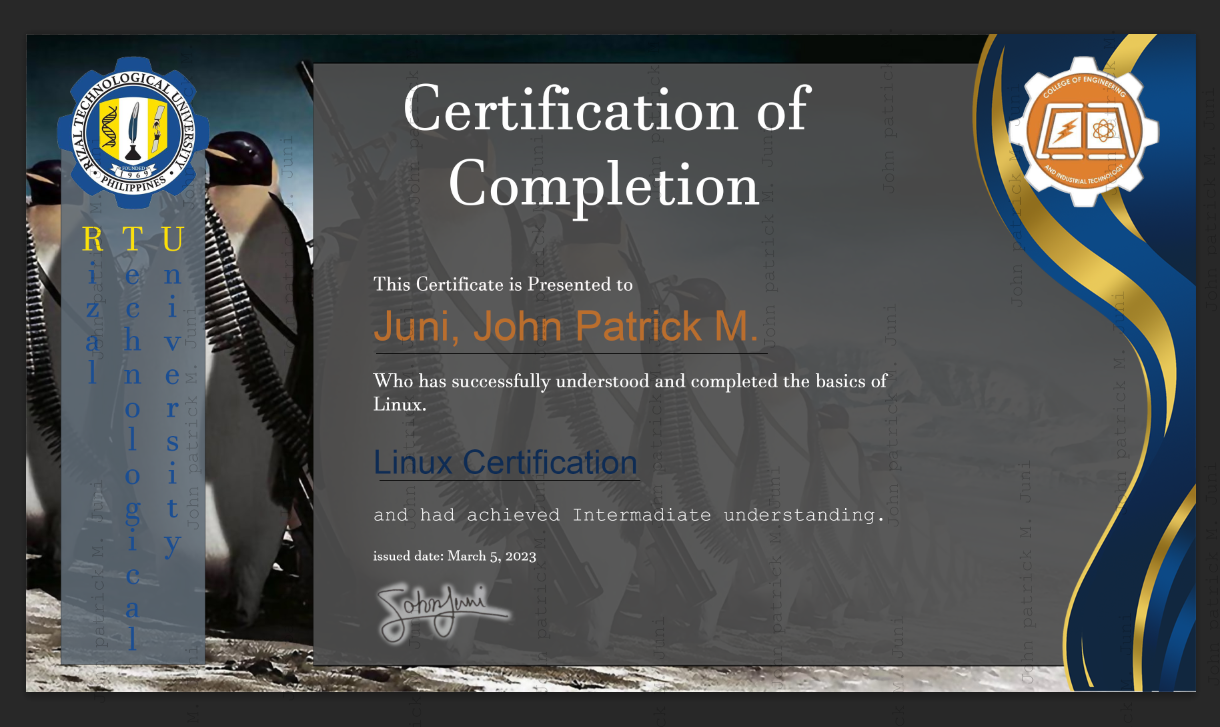 RIZAL TECHNOLOGICAL UNIVERSITY
1969
PHILIPPINES
R T U
Rizal
Technological
University
Certification of
Completion
COLLEGE OF ENGINEERING
AND INDUSTRIAL TECHNOLOGY
This Certificate is Presented to
Juni, John Patrick M.
Who has successfully understood and completed the basics of
Linux.
Linux Certification
and had achieved Intermadiate understanding.
issued date: March 5, 2023
John Juni
John patrick M. Juni